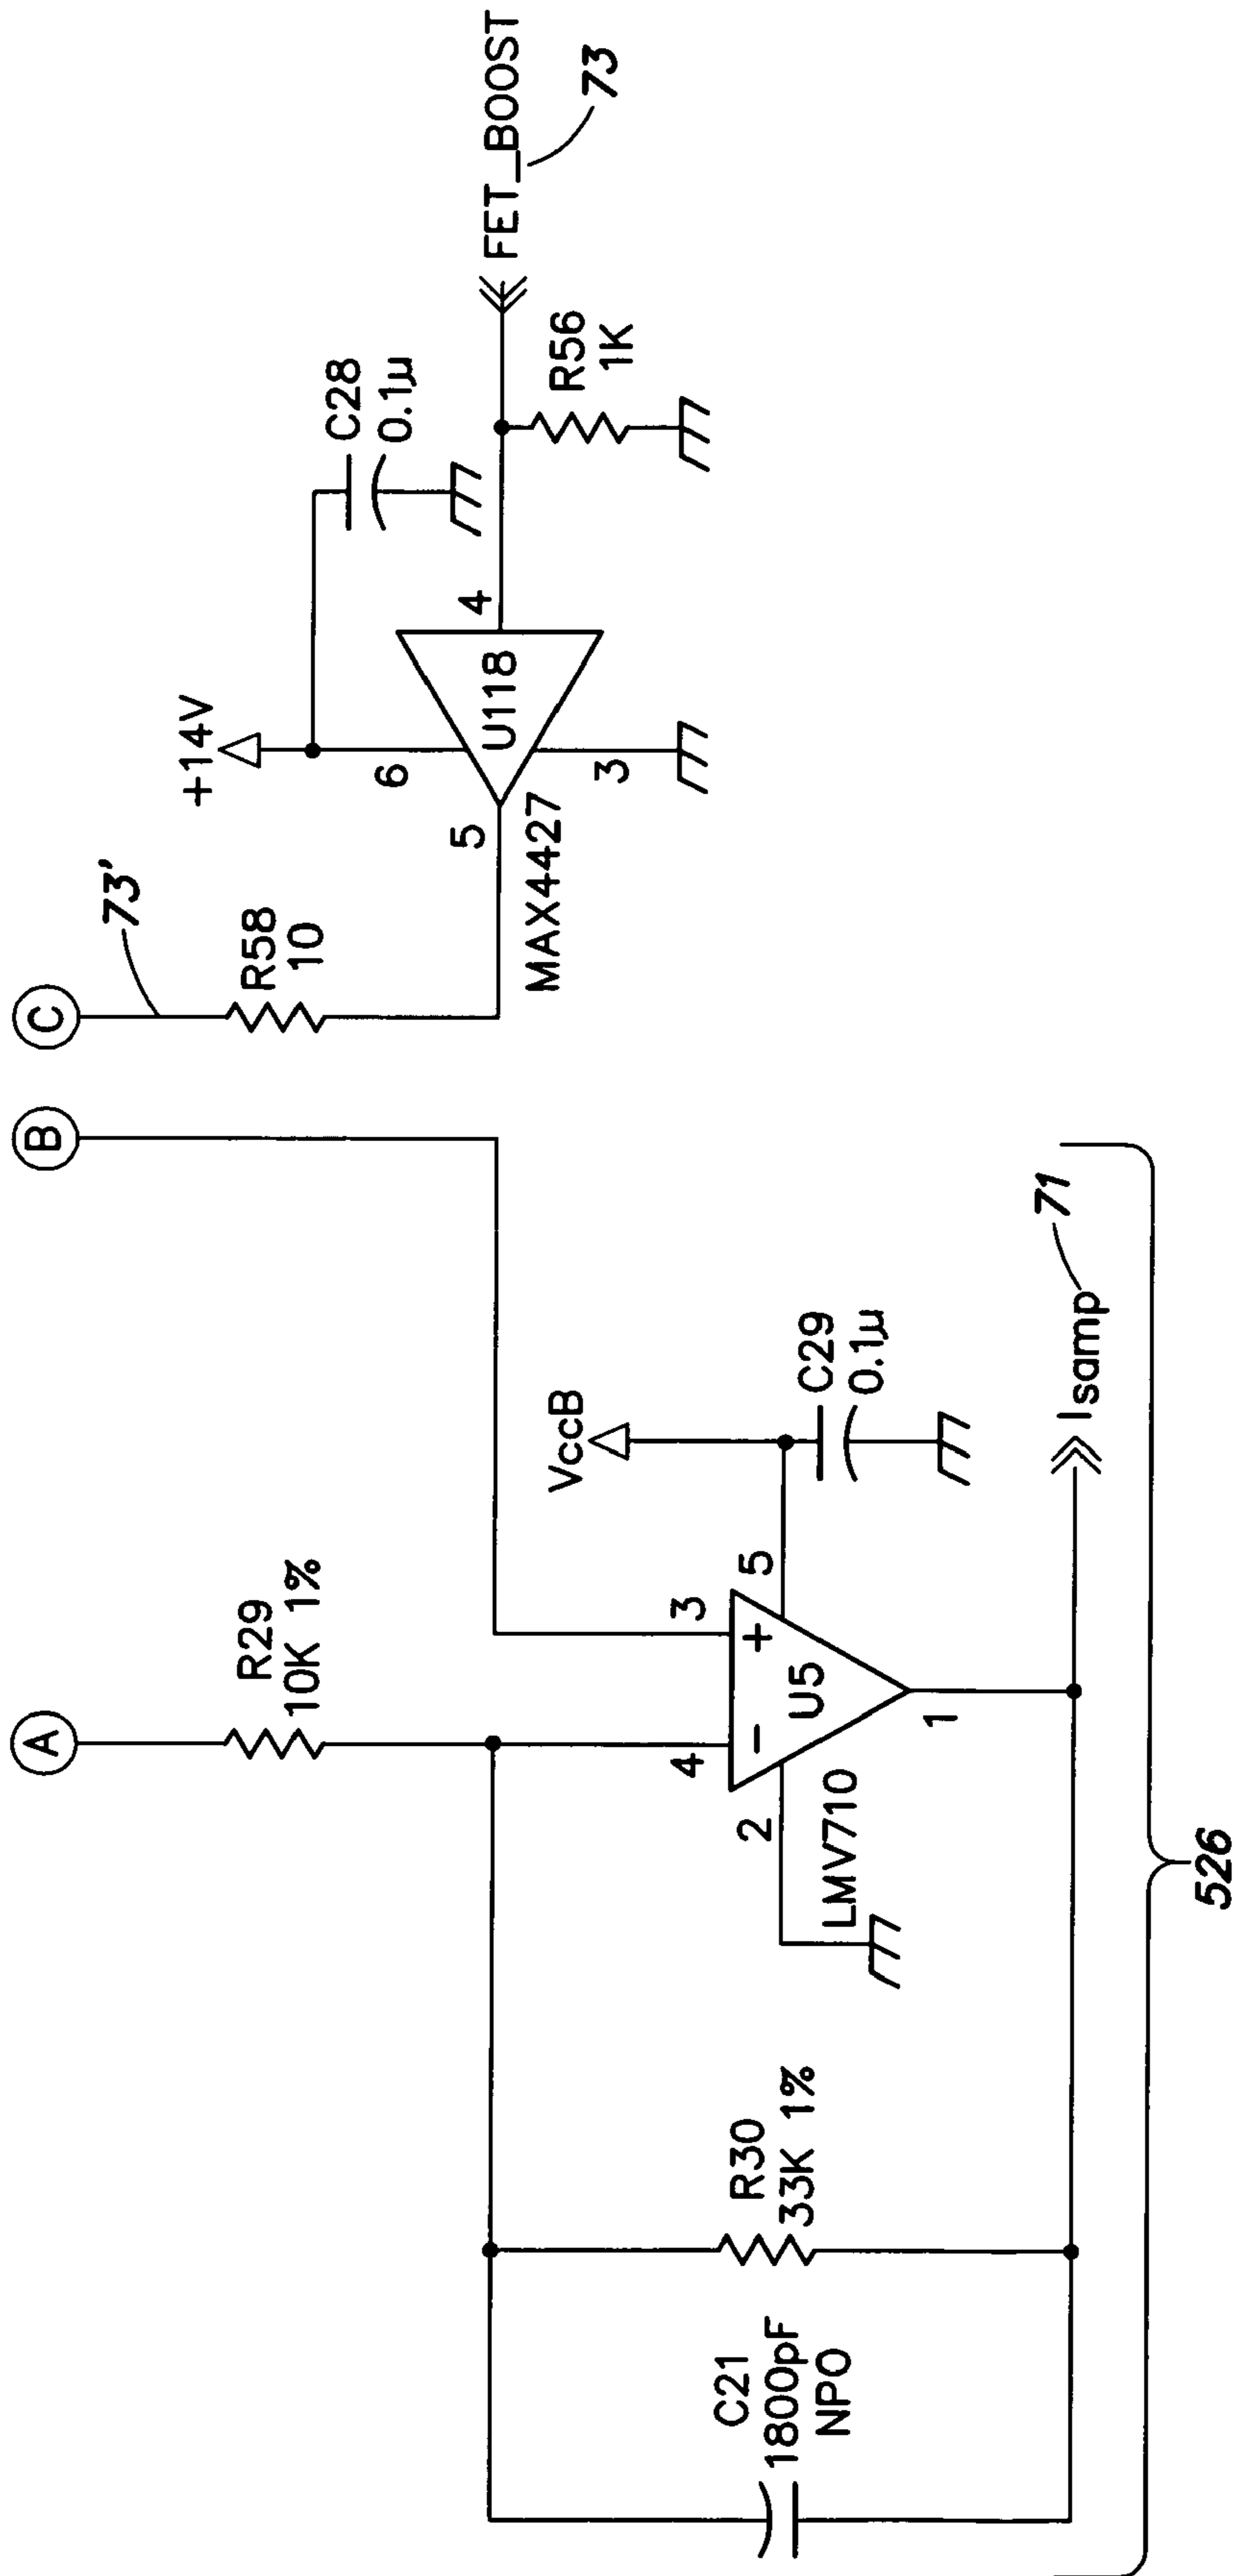 A
R29
10K 1%
B
C
73'
R58
10
+14V
6
5
U118
4
3
MAX4427
C28
0.1µ
R56
1K
FET_BOOST
73
C21
1800pF
NPO
R30
33K 1%
4
3
-
+
U5
2
5
1
LMV710
VccB
C29
0.1µ
Isamp
71
526